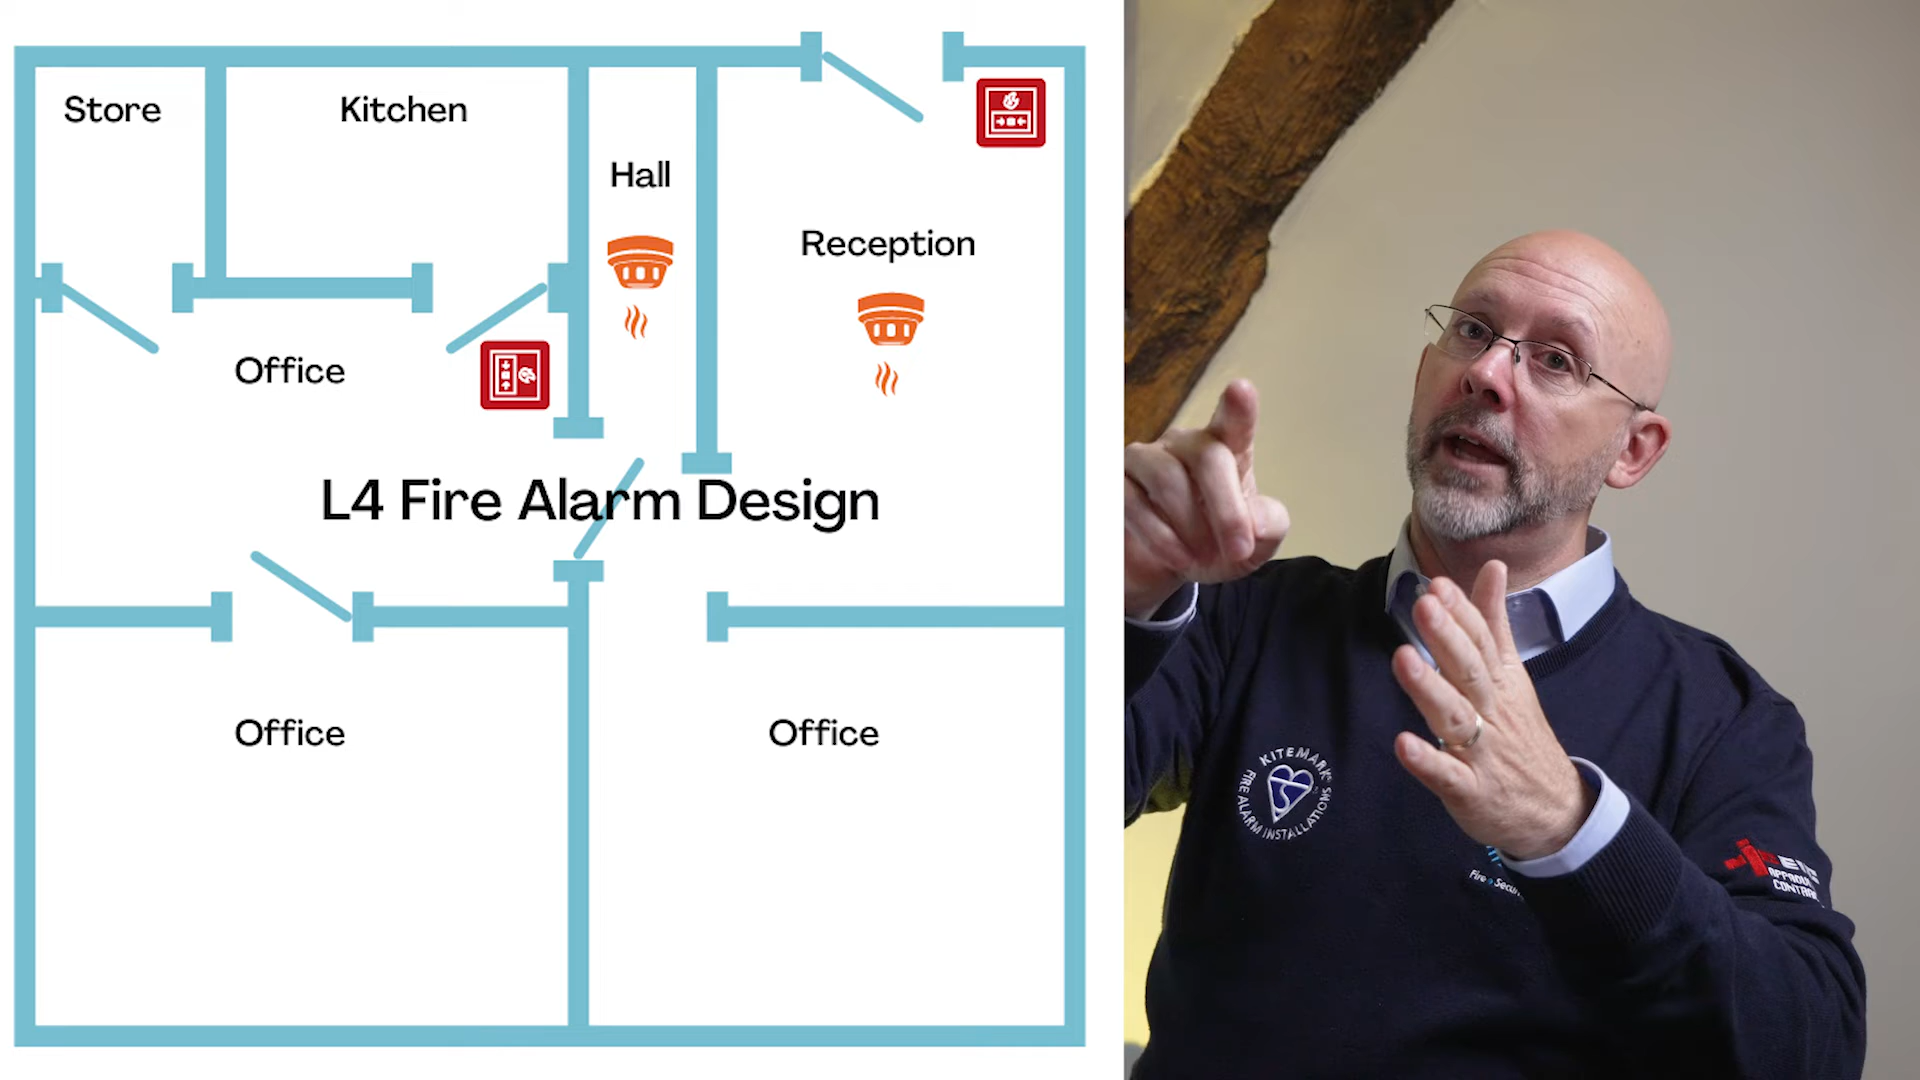 Store
Kitchen
Hall
Reception
Office
L4 Fire Alarm Design
Office
Office
KITEMARK
FIRE ALARM INSTALLATIONS